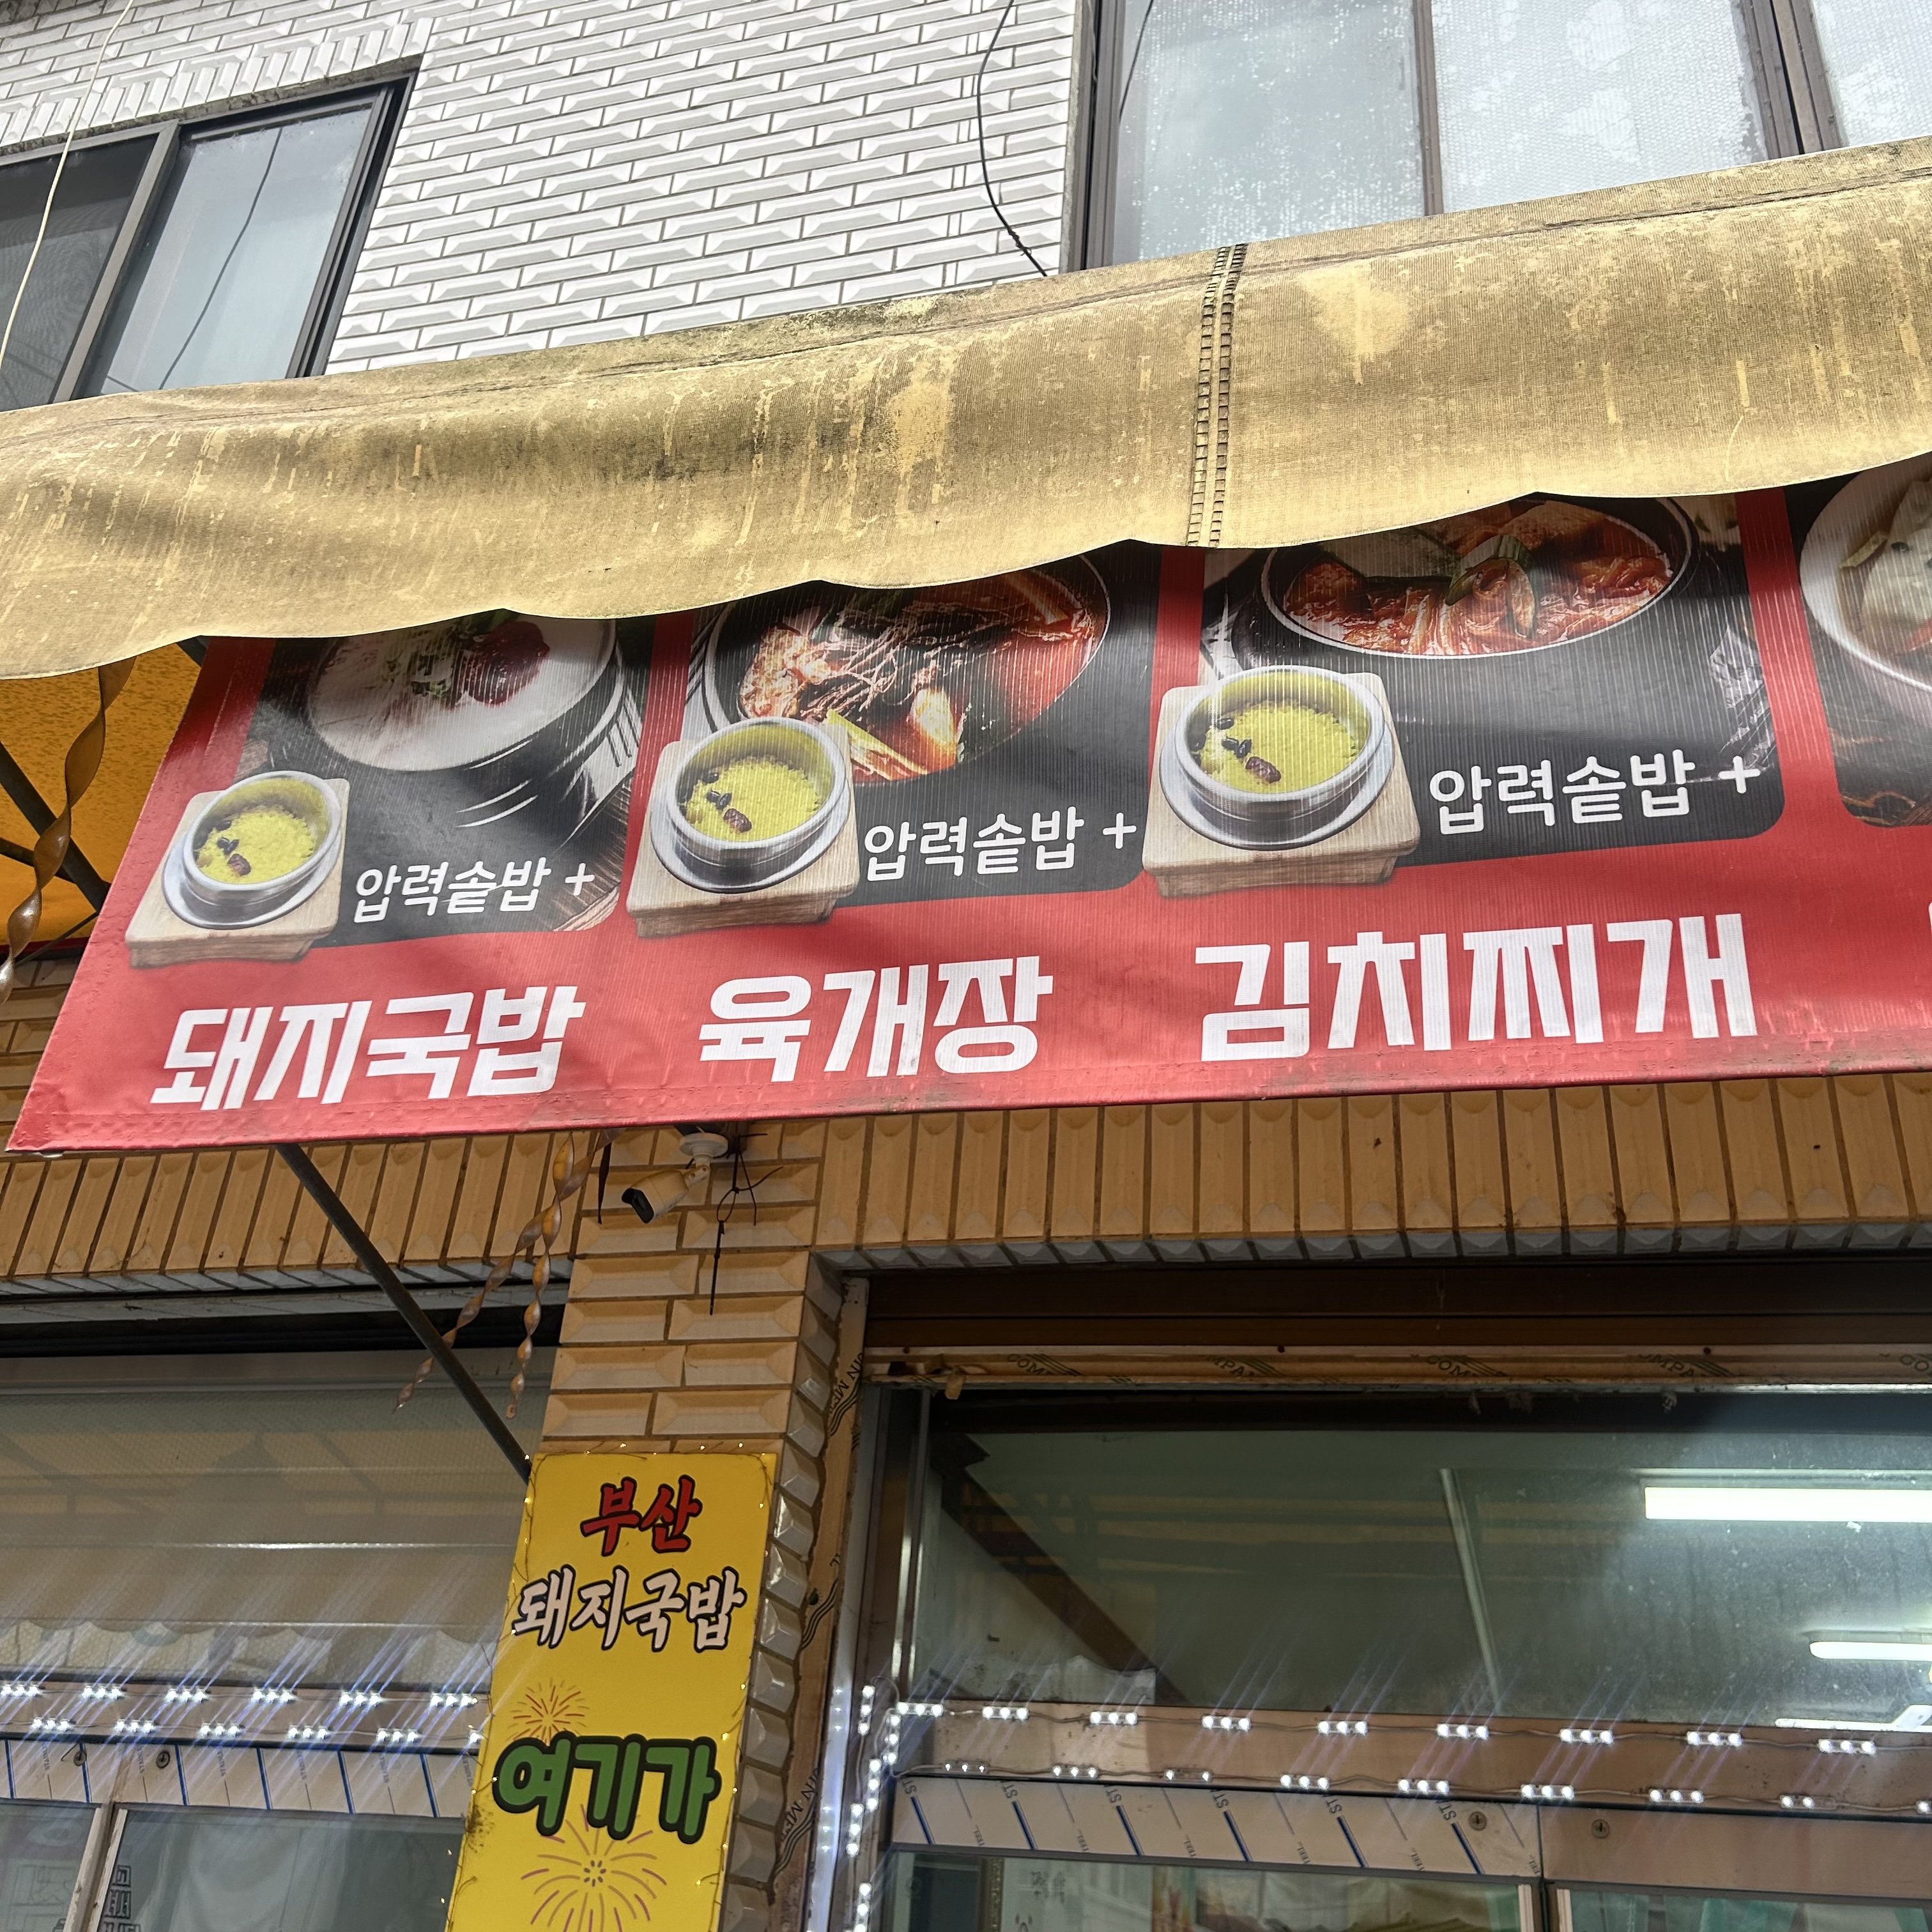 압력솥밥 +
압력솥밥 +
압력솥밥 +
돼지국밥 육개장 김치찌개
부산
돼지국밥
여기가